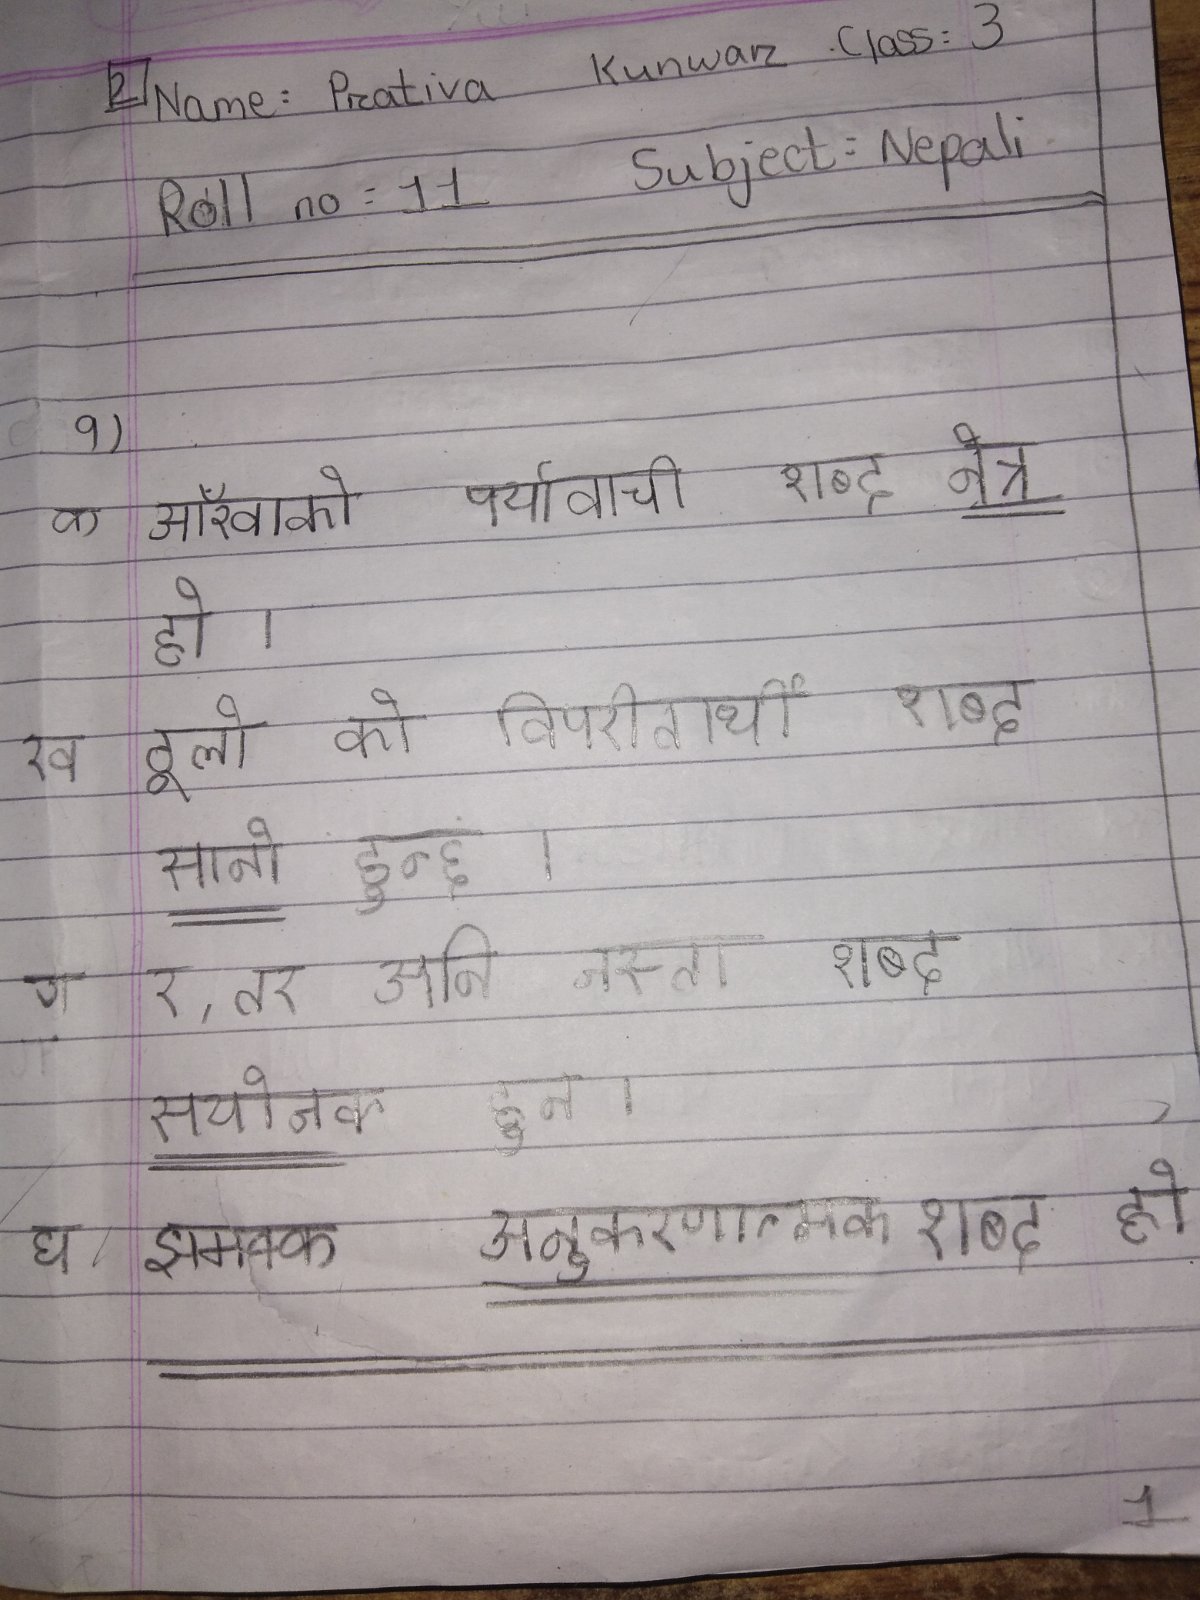 Name: Prativa Kunwar Class: 3
Roll no: 11 Subject: Nepali
१)
क आँखाको पर्यावाची शब्द नेत्र
हो ।
ख ठूलो को विपरीतार्थी शब्द
सानो हुन्छ ।
ग र, तर अनि जस्ता शब्द
सयोजक हुन ।
घ झमक्क अनुकरणात्मक शब्द हो
1